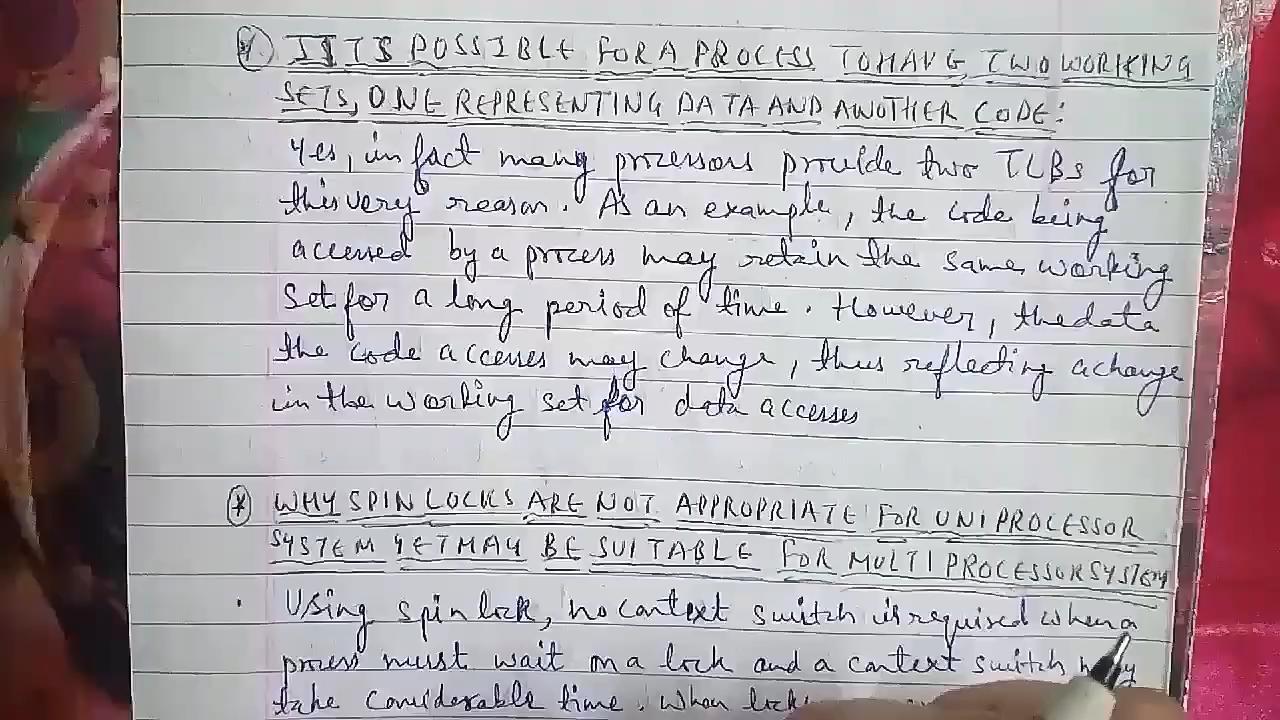 * IS IT POSSIBLE FOR A PROCESS TO HAVE TWO WORKING
SETS, ONE REPRESENTING DATA AND ANOTHER CODE:
Yes, in fact many processors provide two TLBs for
this very reason. As an example, the code being
accessed by a process may retain the same working
set for a long period of time. However, the data
the code accesses may change, thus reflecting a change
in the working set for data accesses
* WHY SPIN LOCKS ARE NOT APPROPRIATE FOR UNIPROCESSOR
SYSTEM YET MAY BE SUITABLE FOR MULTIPROCESSOR SYSTEM
. Using spin lock, no context switch is required when a
process must wait on a lock and a context switch may
take considerable time. When